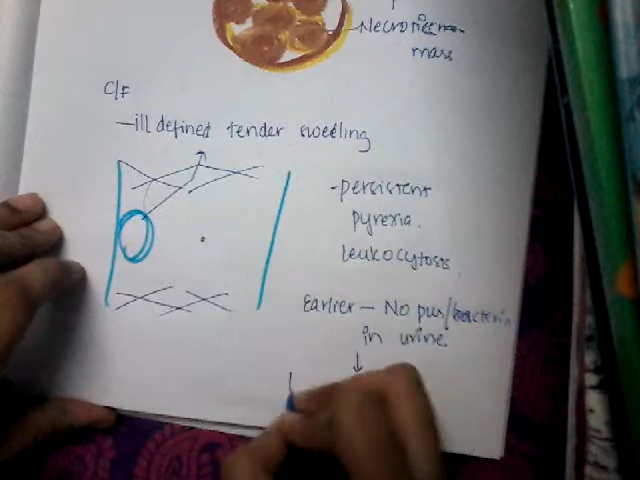 Necrotic
mass
C/F
- ill defined tender swelling
- persistent
pyrexia.
leukocytosis
Earlier - No pus/bacteria
in urine